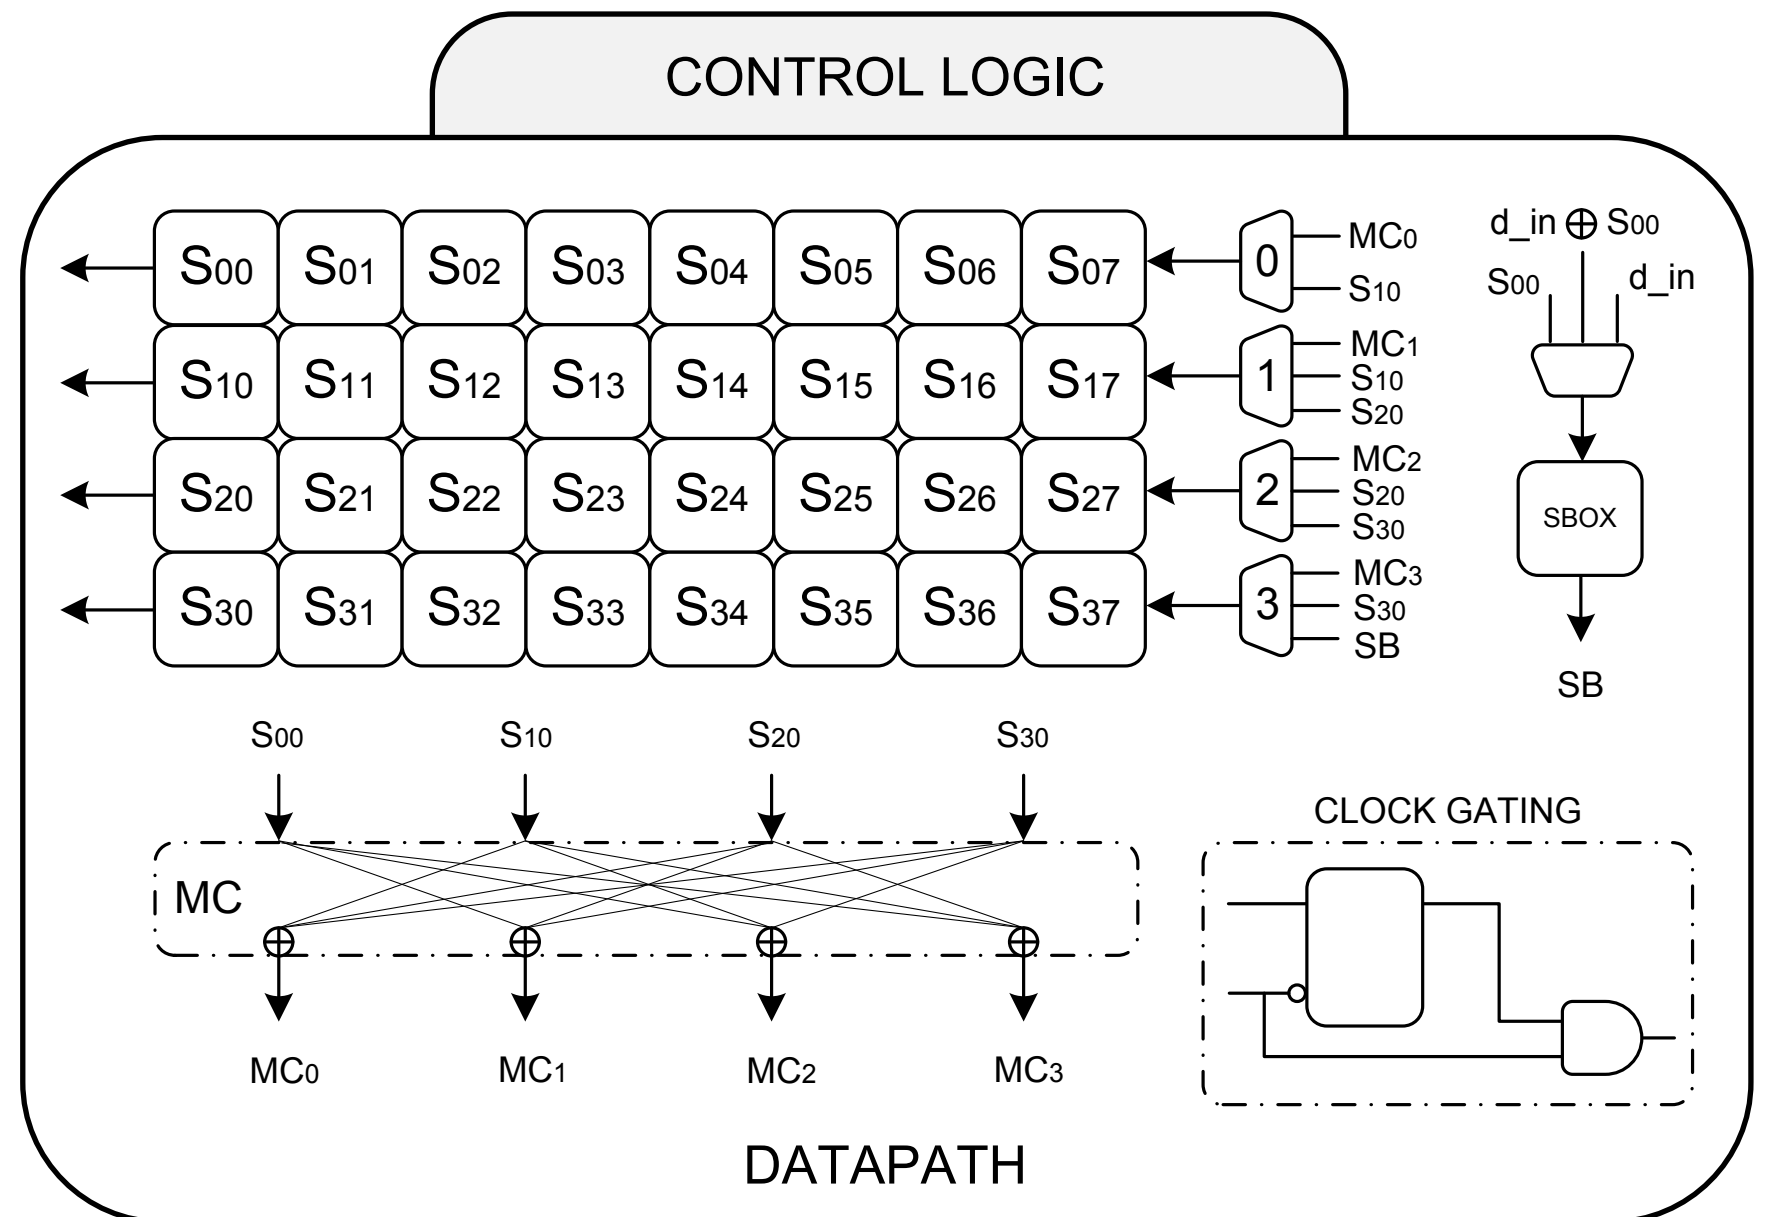 CONTROL LOGIC
S00 S01 S02 S03 S04 S05 S06 S07
S10 S11 S12 S13 S14 S15 S16 S17
S20 S21 S22 S23 S24 S25 S26 S27
S30 S31 S32 S33 S34 S35 S36 S37
0
MC0
S10
1
MC1
S10
S20
2
MC2
S20
S30
3
MC3
S30
SB
d_in ⊕ S00
S00 d_in
SBOX
SB
S00 S10 S20 S30
MC
MC0 MC1 MC2 MC3
CLOCK GATING
DATAPATH